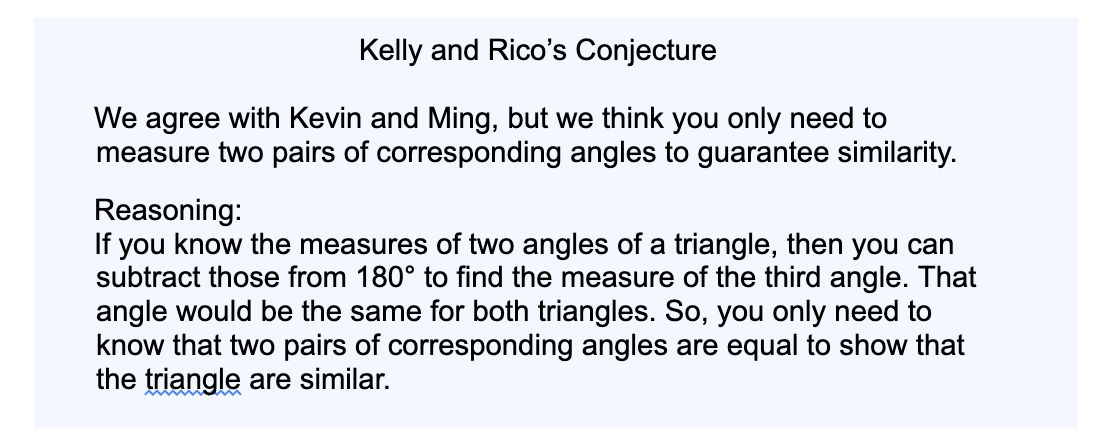 Kelly and Rico’s Conjecture
We agree with Kevin and Ming, but we think you only need to
measure two pairs of corresponding angles to guarantee similarity.
Reasoning:
If you know the measures of two angles of a triangle, then you can
subtract those from 180° to find the measure of the third angle. That
angle would be the same for both triangles. So, you only need to
know that two pairs of corresponding angles are equal to show that
the triangle are similar.